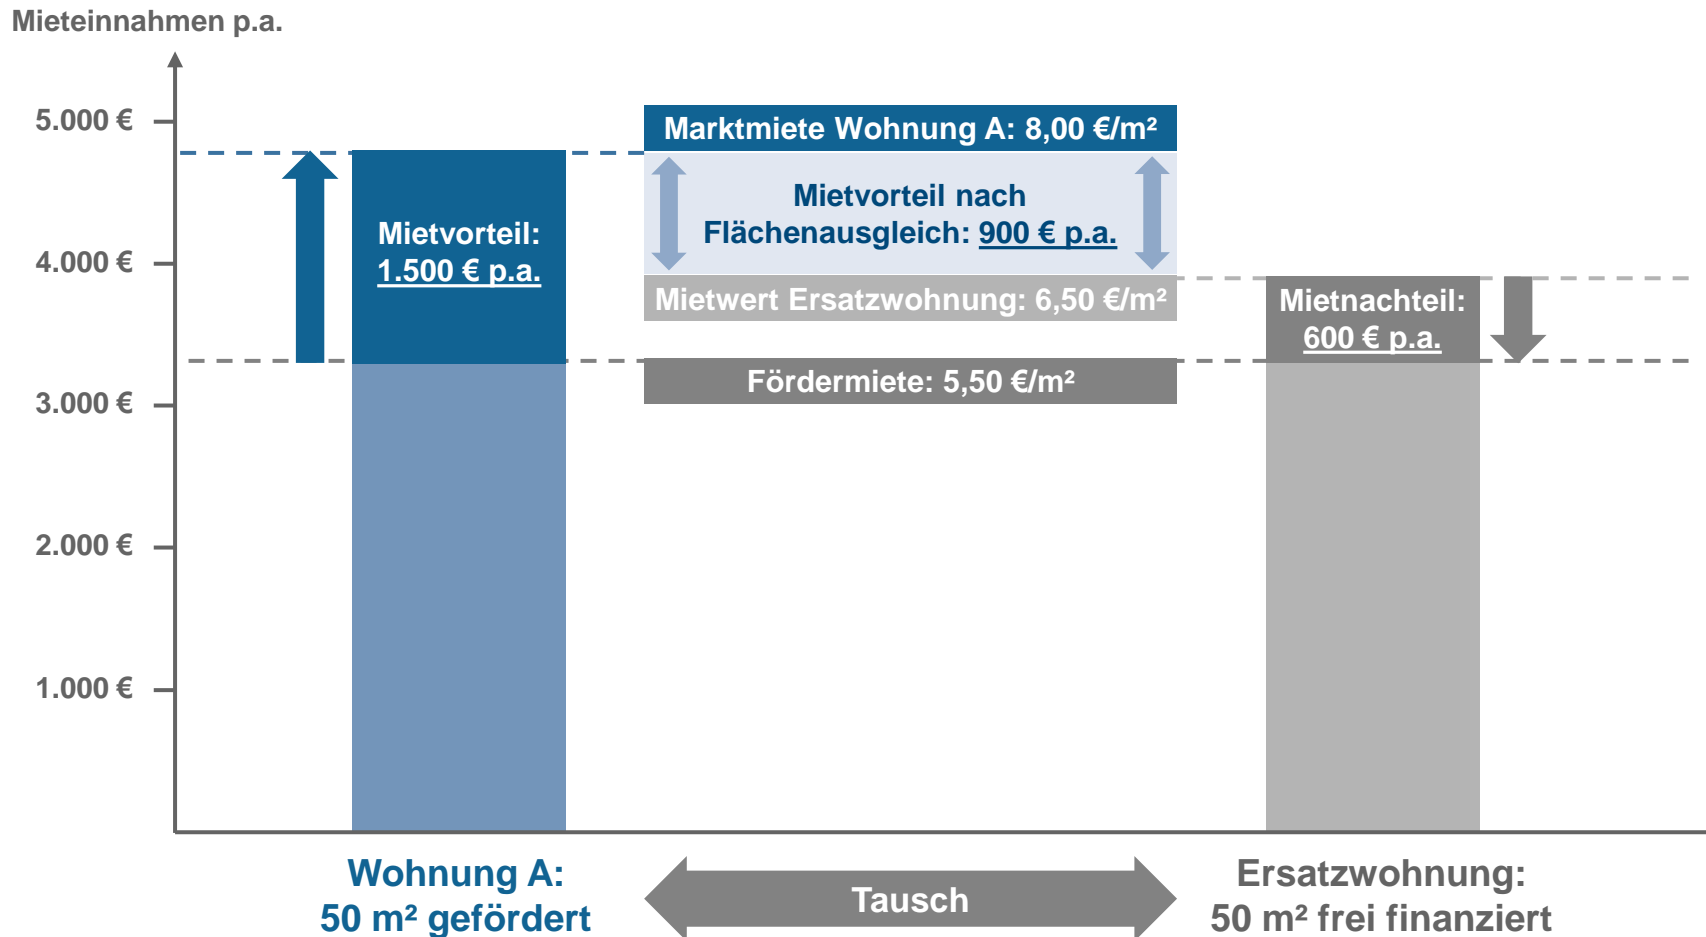 Mieteinnahmen p.a.
5.000 €
4.000 €
3.000 €
2.000 €
1.000 €
Mietvorteil:
1.500 € p.a.
Marktmiete Wohnung A: 8,00 €/m²
Mietvorteil nach
Flächenausgleich: 900 € p.a.
Mietwert Ersatzwohnung: 6,50 €/m²
Fördermiete: 5,50 €/m²
Mietnachteil:
600 € p.a.
Wohnung A:
50 m² gefördert
Tausch
Ersatzwohnung:
50 m² frei finanziert